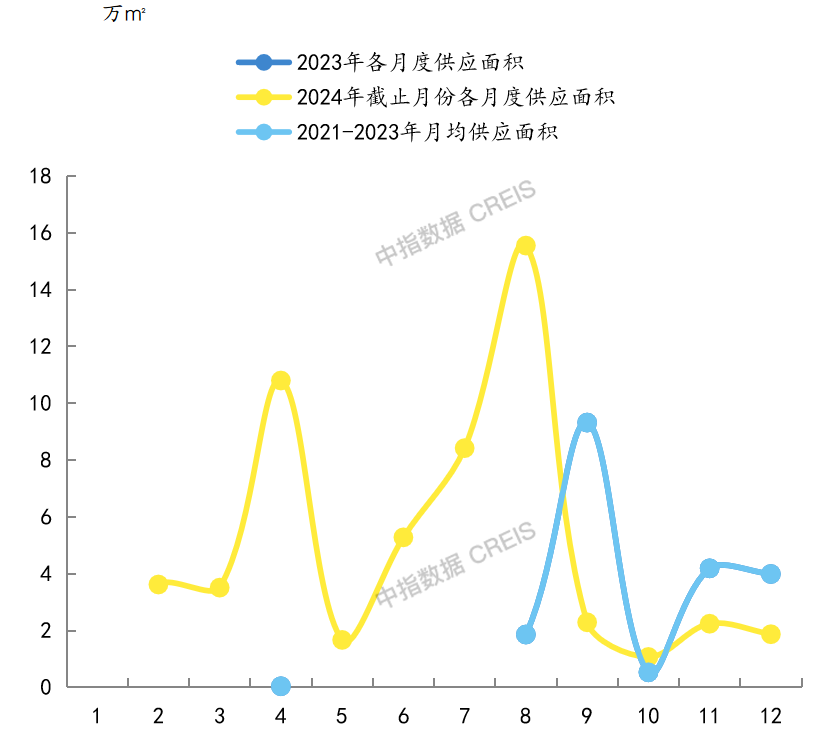 万㎡
2023年各月度供应面积
2024年截止月份各月度供应面积
2021-2023年月均供应面积
18
16
14
12
10
8
6
4
2
0
中指数据 CREIS
中指数据 CREIS
1 2 3 4 5 6 7 8 9 10 11 12